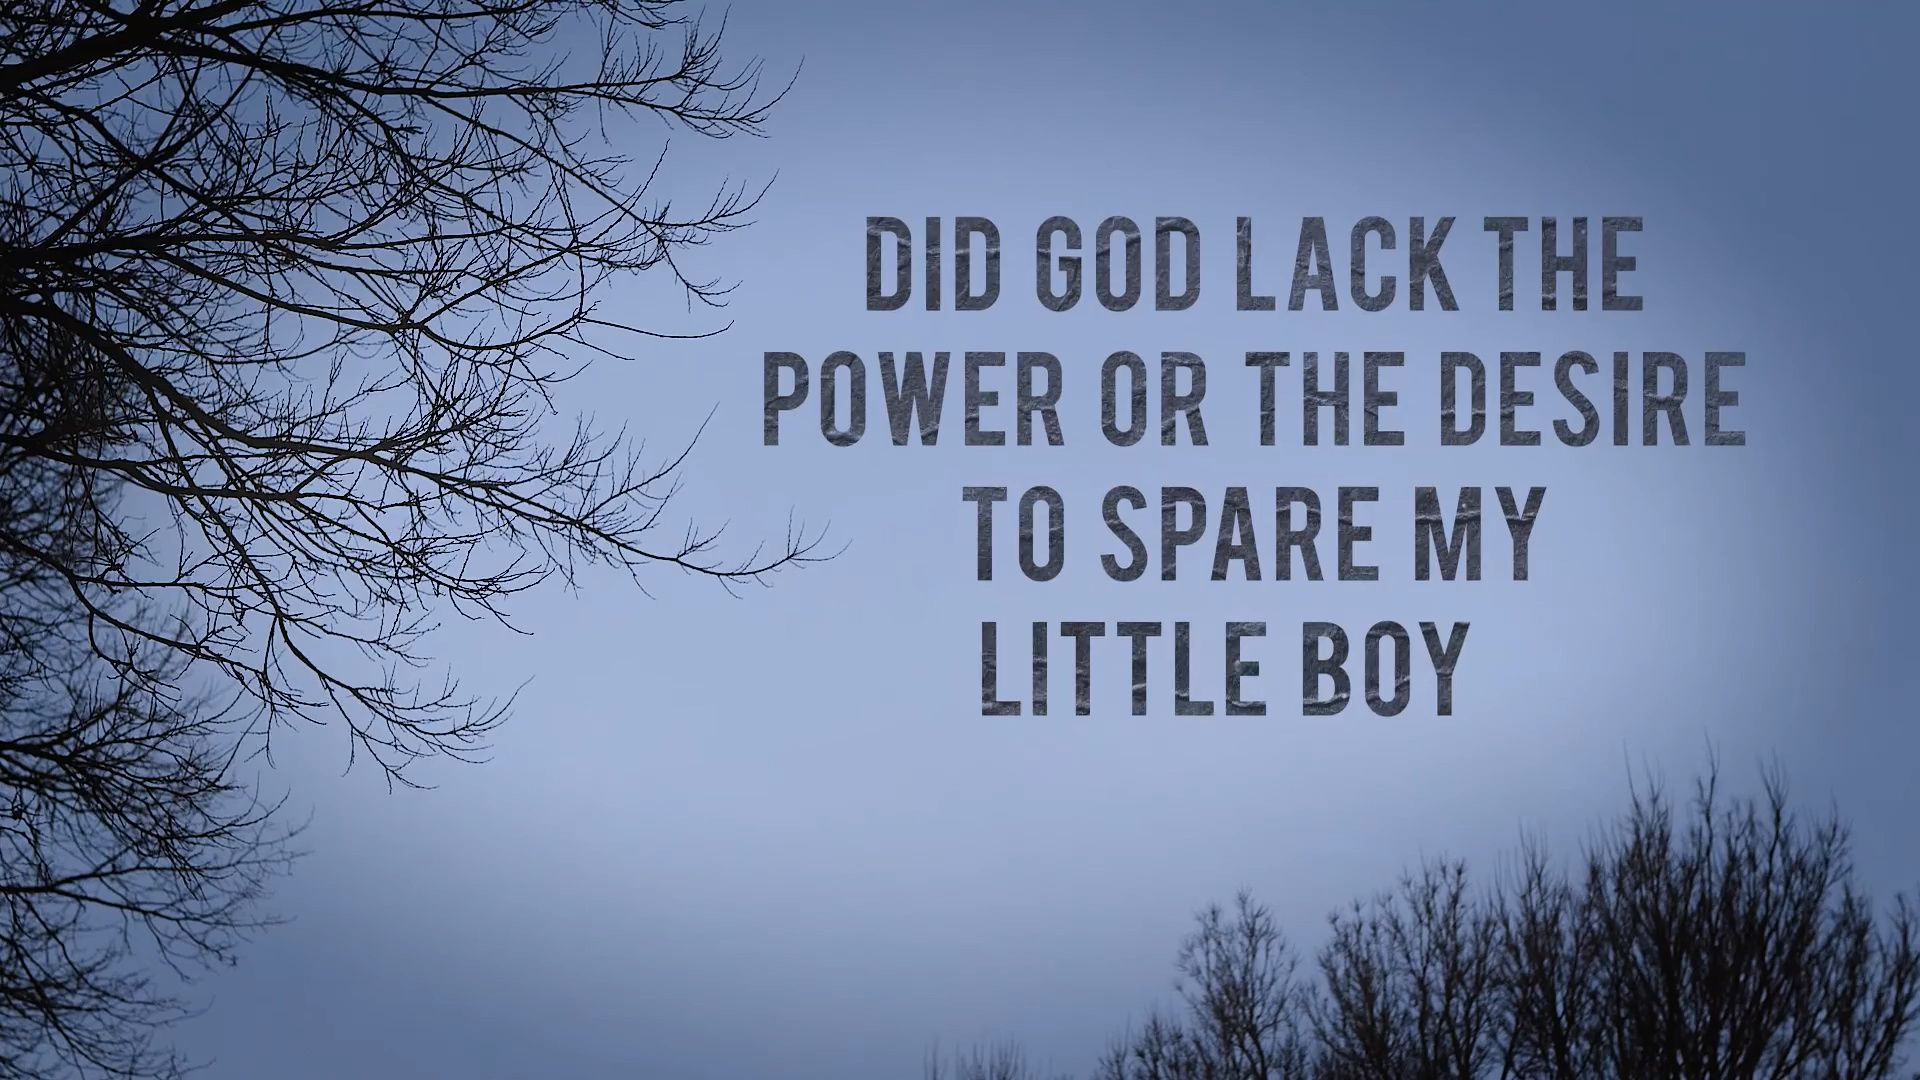 DID GOD LACK THE
POWER OR THE DESIRE
TO SPARE MY
LITTLE BOY